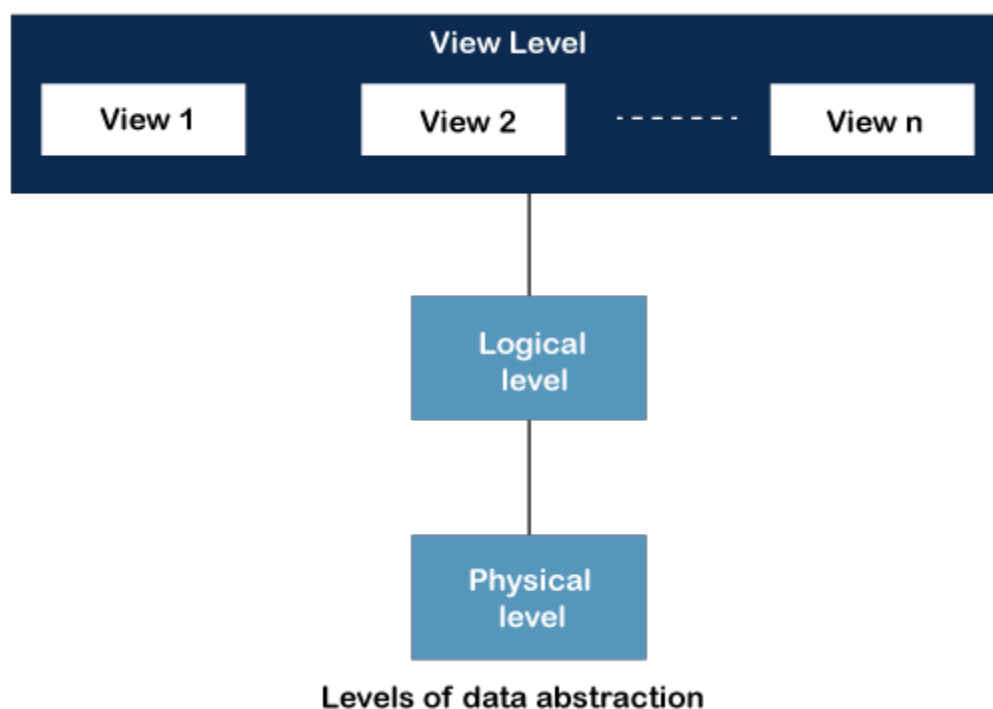 View Level
View 1
View 2
View n
Logical
level
Physical
level
Levels of data abstraction